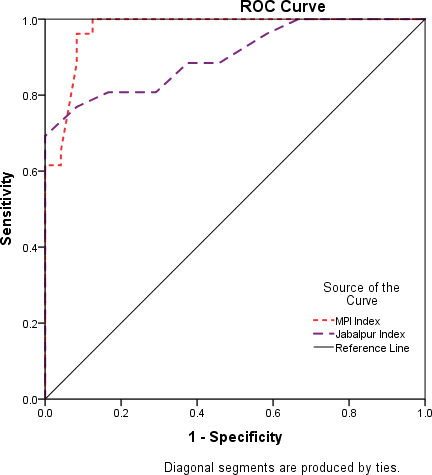 ROC Curve
1.0
0.8
0.6
0.4
0.2
0.0
Sensitivity
0.0 0.2 0.4 0.6 0.8 1.0
1 - Specificity
Source of the
Curve
MPI Index
Jabalpur Index
Reference Line
Diagonal segments are produced by ties.